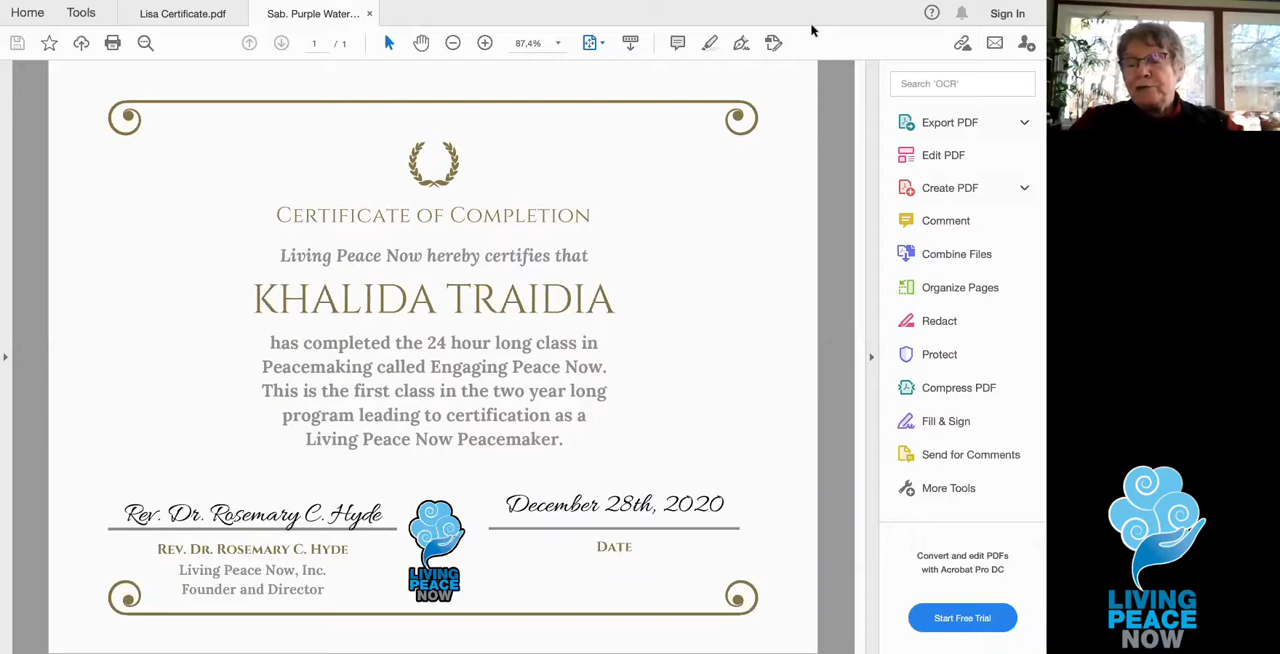 Home
Tools
Lisa Certificate.pdf
Sab. Purple Water...
×
Sign In
1 / 1
87,4%
CERTIFICATE OF COMPLETION
Living Peace Now hereby certifies that
KHALIDA TRAIDIA
has completed the 24 hour long class in
Peacemaking called Engaging Peace Now.
This is the first class in the two year long
program leading to certification as a
Living Peace Now Peacemaker.
Rev. Dr. Rosemary C. Hyde
REV. DR. ROSEMARY C. HYDE
Living Peace Now, Inc.
Founder and Director
LIVING
PEACE
NOW
December 28th, 2020
DATE
Search 'OCR'
Export PDF
Edit PDF
Create PDF
Comment
Combine Files
Organize Pages
Redact
Protect
Compress PDF
Fill & Sign
Send for Comments
More Tools
Convert and edit PDFs
with Acrobat Pro DC
Start Free Trial
LIVING
PEACE
NOW